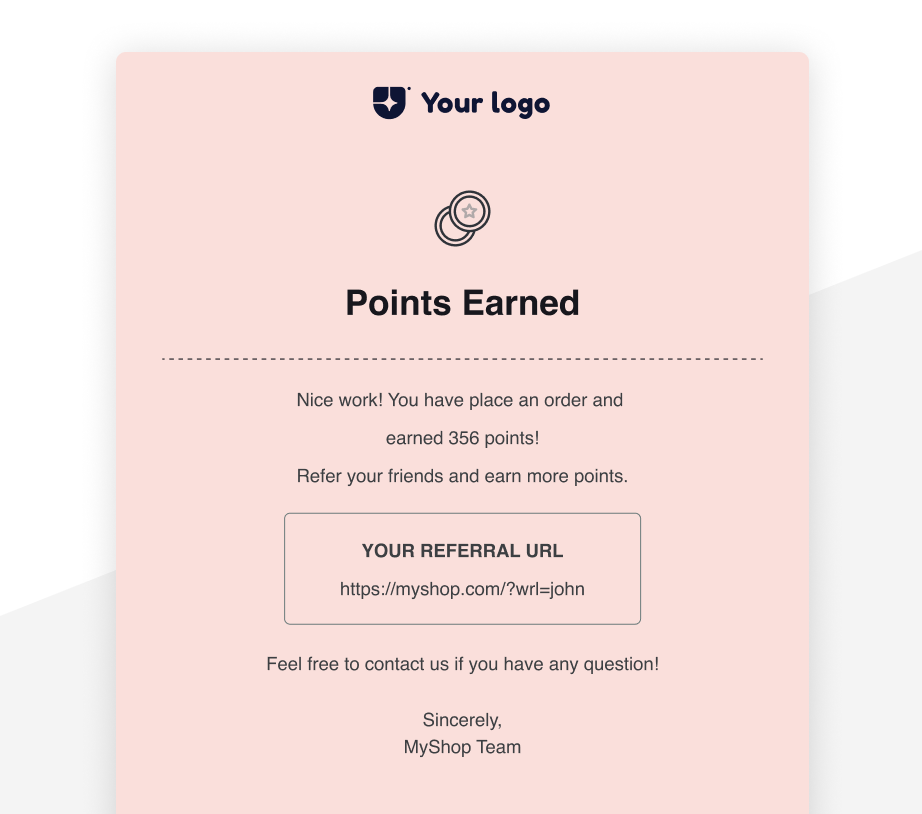 Your logo
Points Earned
Nice work! You have place an order and
earned 356 points!
Refer your friends and earn more points.
YOUR REFERRAL URL
https://myshop.com/?wrl=john
Feel free to contact us if you have any question!
Sincerely,
MyShop Team